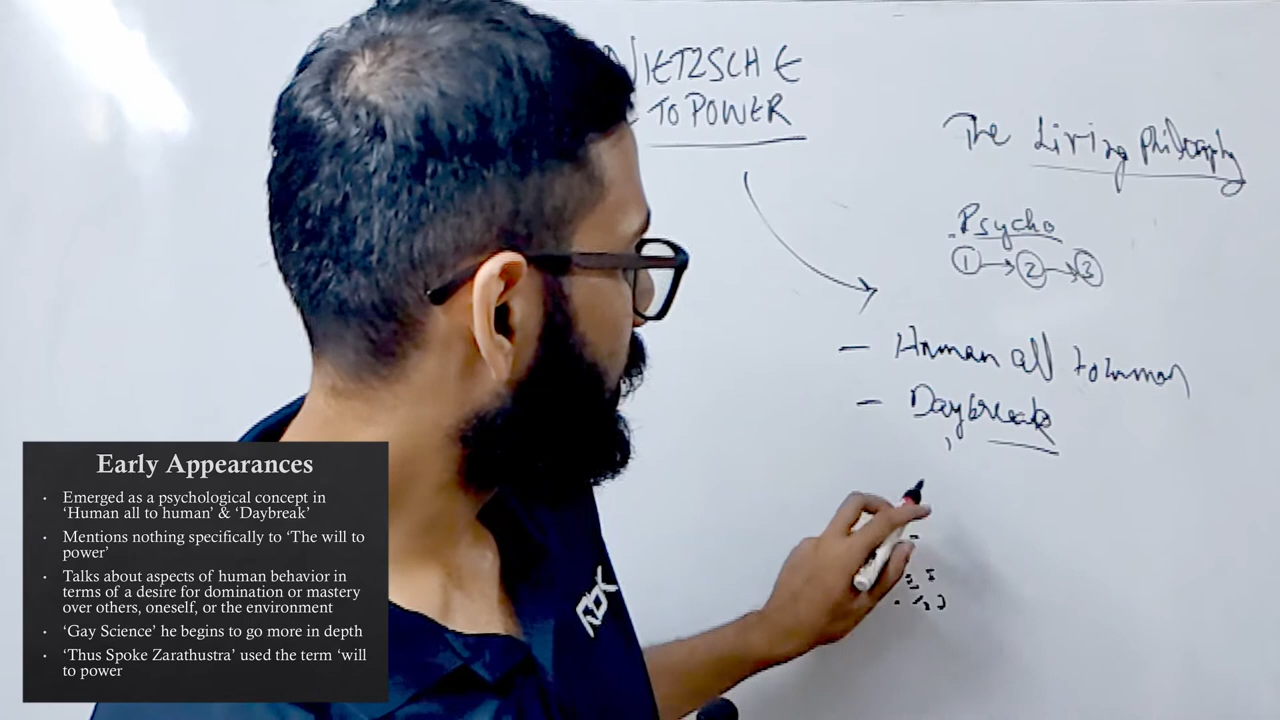 NIETZSCHE
TO POWER
The Living Philosophy
Psycho
1 → 2 → 3
- Human all to human
- Daybreak
Early Appearances
• Emerged as a psychological concept in
‘Human all to human’ & ‘Daybreak’
• Mentions nothing specifically to ‘The will to
power’
• Talks about aspects of human behavior in
terms of a desire for domination or mastery
over others, oneself, or the environment
• ‘Gay Science’ he begins to go more in depth
• ‘Thus Spoke Zarathustra’ used the term ‘will
to power